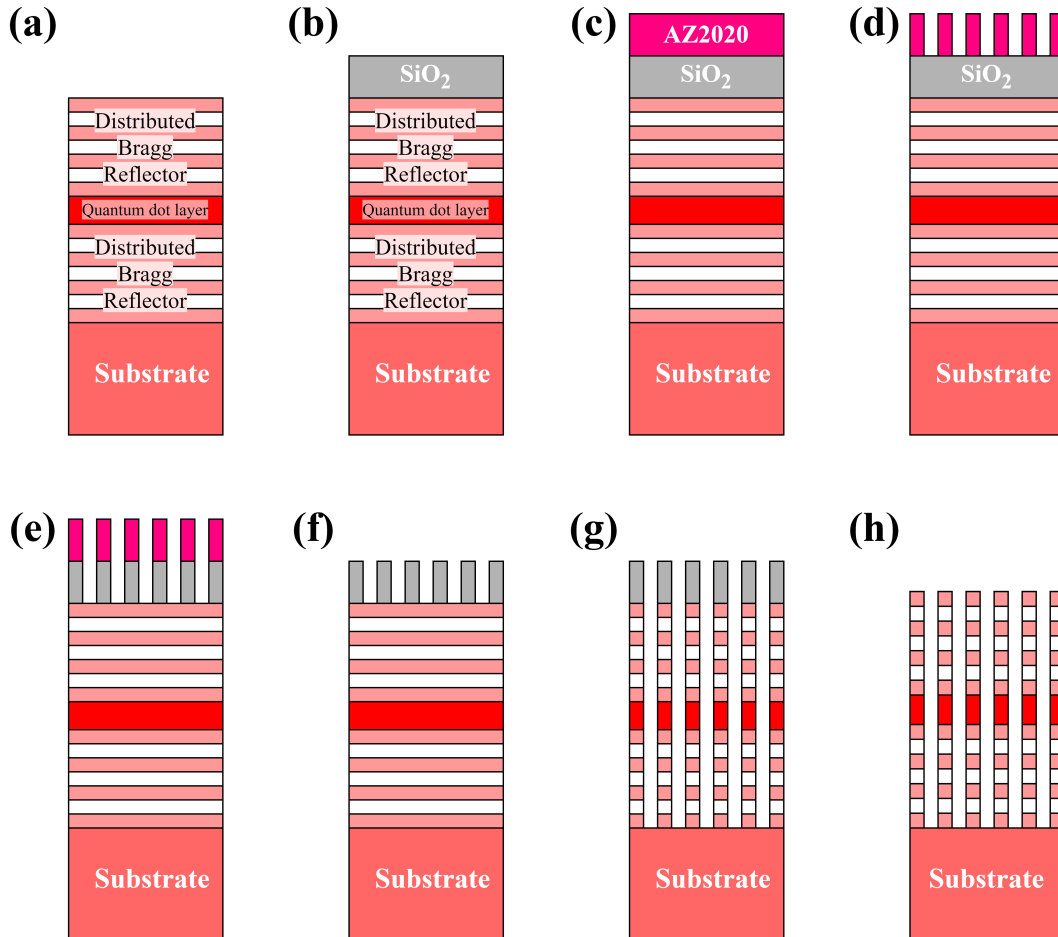 (a)
Distributed
Bragg
Reflector
Quantum dot layer
Distributed
Bragg
Reflector
Substrate
(b)
SiO₂
Distributed
Bragg
Reflector
Quantum dot layer
Distributed
Bragg
Reflector
Substrate
(c)
AZ2020
SiO₂
Substrate
(d)
SiO₂
Substrate
(e)
Substrate
(f)
Substrate
(g)
Substrate
(h)
Substrate